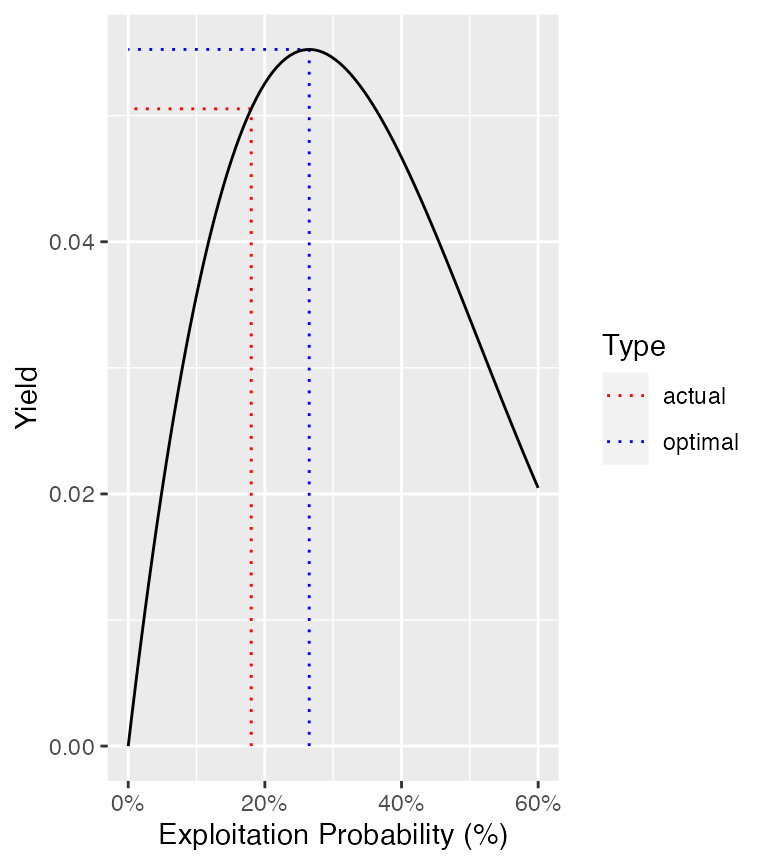 Yield
0.04
0.02
0.00
0%
20%
40%
60%
Exploitation Probability (%)
Type
actual
optimal